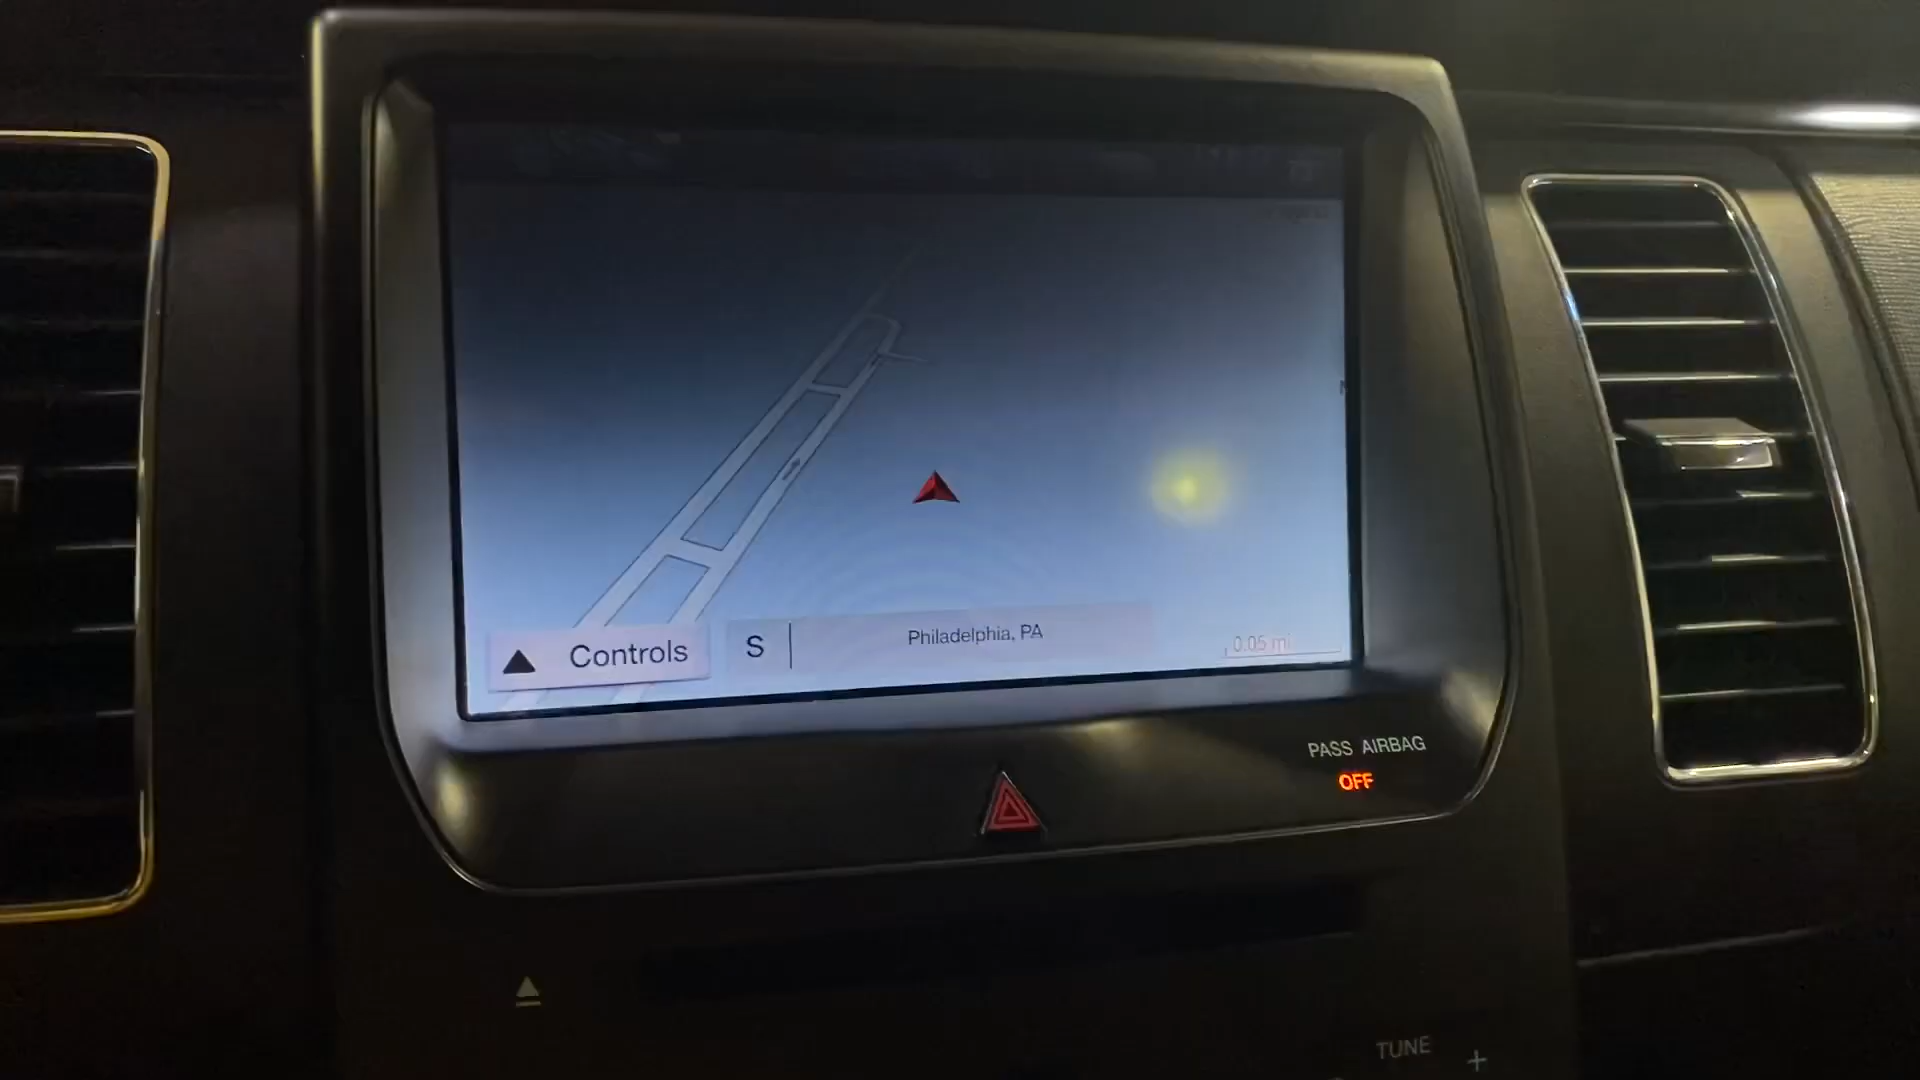 Controls
S
Philadelphia, PA
0.05 mi
PASS AIRBAG
OFF
TUNE
+